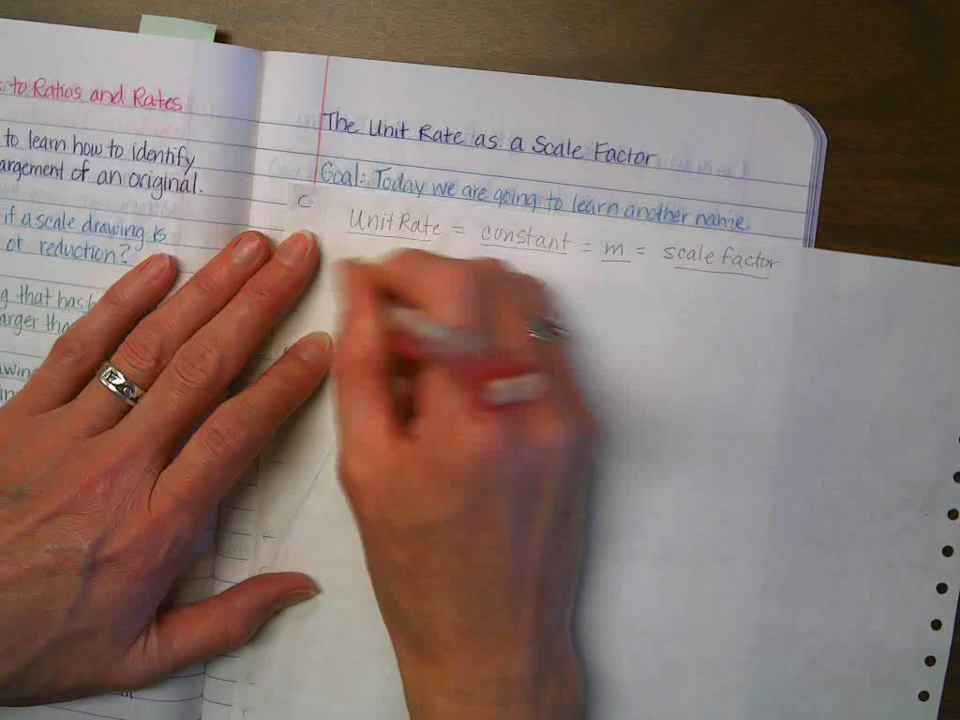 to Ratios and Rates
to learn how to identify
argement of an original.
if a scale drawing is
or reduction?
g that has
arger tha
awing
The Unit Rate as a Scale Factor
Goal: Today we are going to learn another name
Unit Rate = constant = m = scale factor